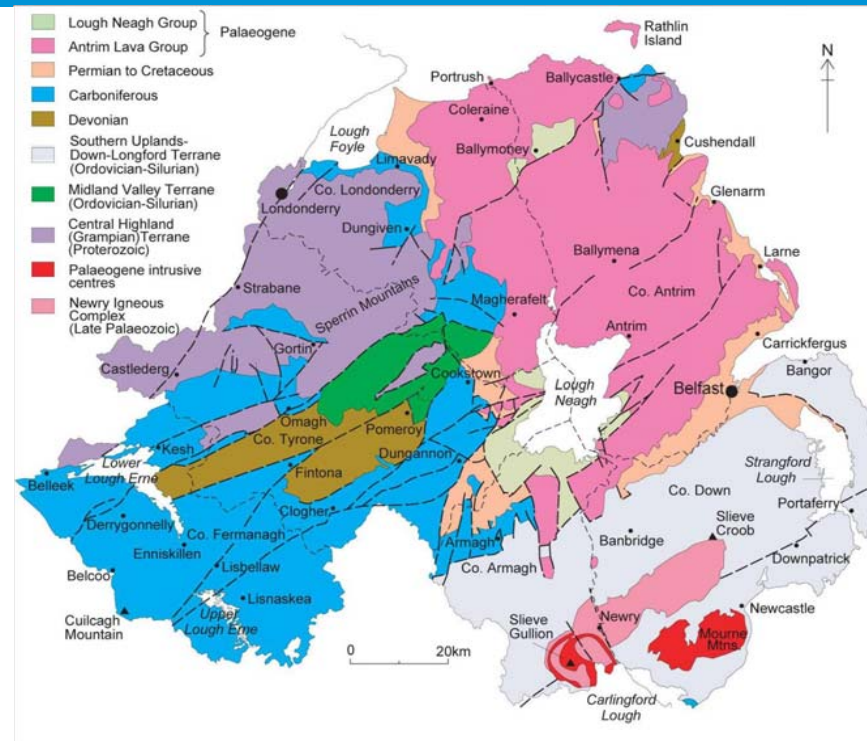 Lough Neagh Group
Antrim Lava Group
Palaeogene
Permian to Cretaceous
Carboniferous
Devonian
Southern Uplands-
Down-Longford Terrane
(Ordovician-Silurian)
Midland Valley Terrane
(Ordovician-Silurian)
Central Highland
(Grampian)Terrane
(Proterozoic)
Palaeogene intrusive
centres
Newry Igneous
Complex
(Late Palaeozoic)
Rathlin
Island
N
Portrush
Ballycastle
Coleraine
Lough
Foyle
Limavady
Ballymoney
Cushendall
Co. Londonderry
Londonderry
Glenarm
Dungiven
Ballymena
Larne
Strabane
Sperrin Mountains
Magherafelt
Co. Antrim
Antrim
Carrickfergus
Gortin
Castlederg
Cookstown
Bangor
Lough
Neagh
Belfast
Omagh
Co. Tyrone
Pomeroy
Kesh
Dungannon
Strangford
Lough
Lower
Lough Erne
Belleek
Fintona
Co. Down
Portaferry
Clogher
Derrygonnelly
Co. Fermanagh
Slieve
Croob
Armagh
Banbridge
Enniskillen
Downpatrick
Co. Armagh
Belcoo
Lisbellaw
Lisnaskea
Newcastle
Cuilcagh
Mountain
Upper
Lough Erne
Slieve
Gullion
Newry
Mourne
Mtns.
0
20km
Carlingford
Lough